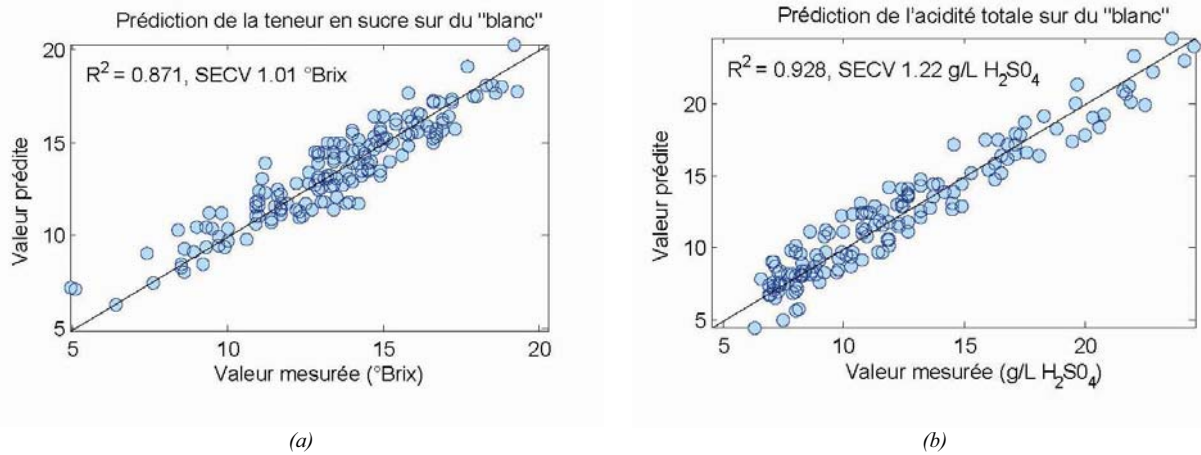 Prédiction de la teneur en sucre sur du "blanc"
R² = 0.871, SECV 1.01 °Brix
Valeur prédite
20
15
10
5
5
10
15
20
Valeur mesurée (°Brix)
(a)
Prédiction de l'acidité totale sur du "blanc"
R² = 0.928, SECV 1.22 g/L H₂S0₄
Valeur prédite
20
15
10
5
5
10
15
20
Valeur mesurée (g/L H₂S0₄)
(b)